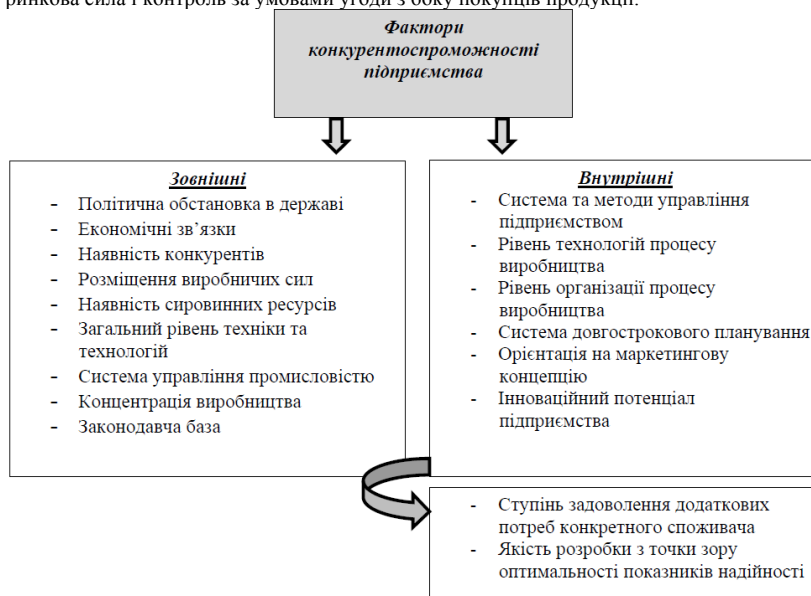 ринкова сила і контроль за умовами угоди з боку покупців продукції.
Фактори
конкурентоспроможності
підприємства
Зовнішні
- Політична обстановка в державі
- Економічні зв’язки
- Наявність конкурентів
- Розміщення виробничих сил
- Наявність сировинних ресурсів
- Загальний рівень техніки та
технологій
- Система управління промисловістю
- Концентрація виробництва
- Законодавча база
Внутрішні
- Система та методи управління
підприємством
- Рівень технологій процесу
виробництва
- Рівень організації процесу
виробництва
- Система довгострокового планування
- Орієнтація на маркетингову
концепцію
- Інноваційний потенціал
підприємства
- Ступінь задоволення додаткових
потреб конкретного споживача
- Якість розробки з точки зору
оптимальності показників надійності